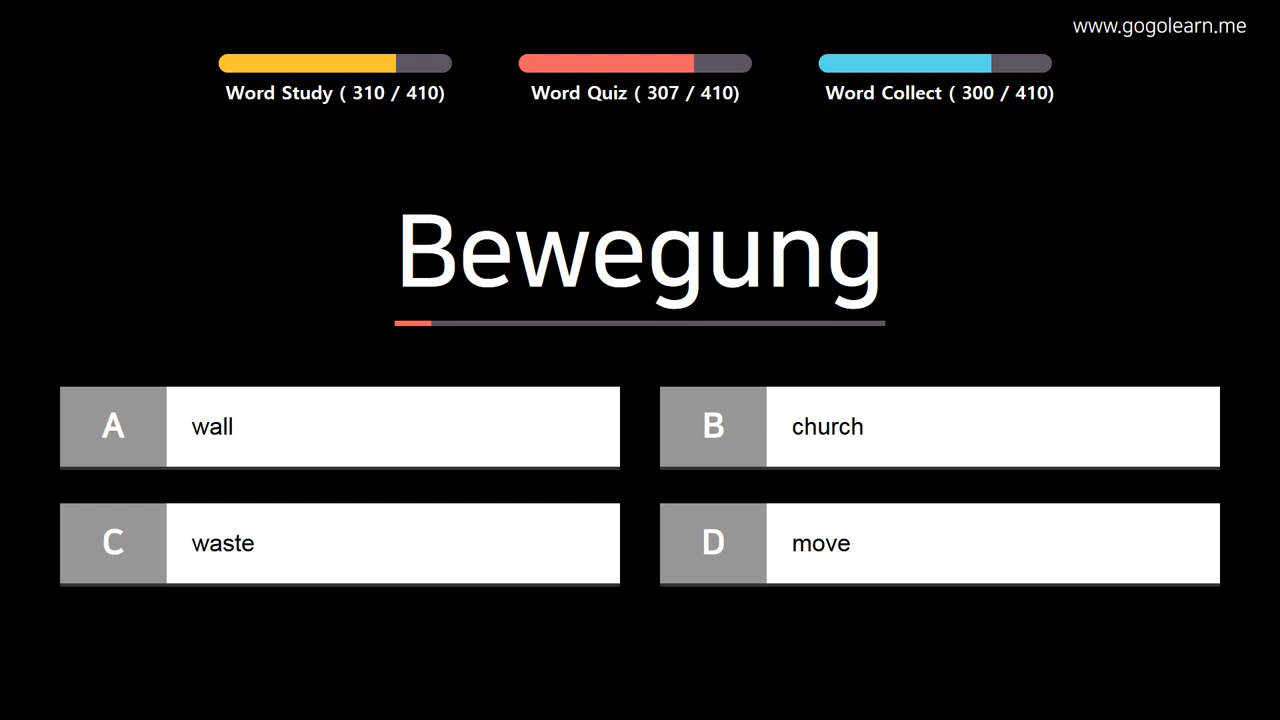 www.gogolearn.me
Word Study ( 310 / 410)
Word Quiz ( 307 / 410)
Word Collect ( 300 / 410)
Bewegung
A wall
B church
C waste
D move